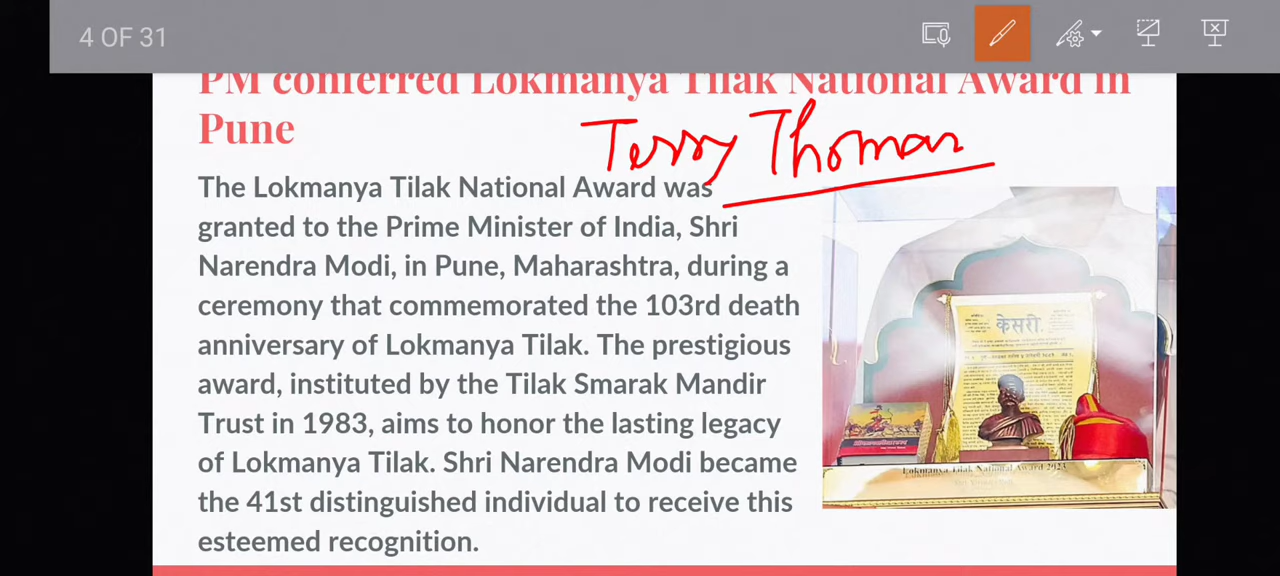 4 OF 31
PM conferred Lokmanya Tilak National Award in
Pune
Terry Thomas
The Lokmanya Tilak National Award was
granted to the Prime Minister of India, Shri
Narendra Modi, in Pune, Maharashtra, during a
ceremony that commemorated the 103rd death
anniversary of Lokmanya Tilak. The prestigious
award, instituted by the Tilak Smarak Mandir
Trust in 1983, aims to honor the lasting legacy
of Lokmanya Tilak. Shri Narendra Modi became
the 41st distinguished individual to receive this
esteemed recognition.
केसरी.
Lokmanya Tilak National Award 2023